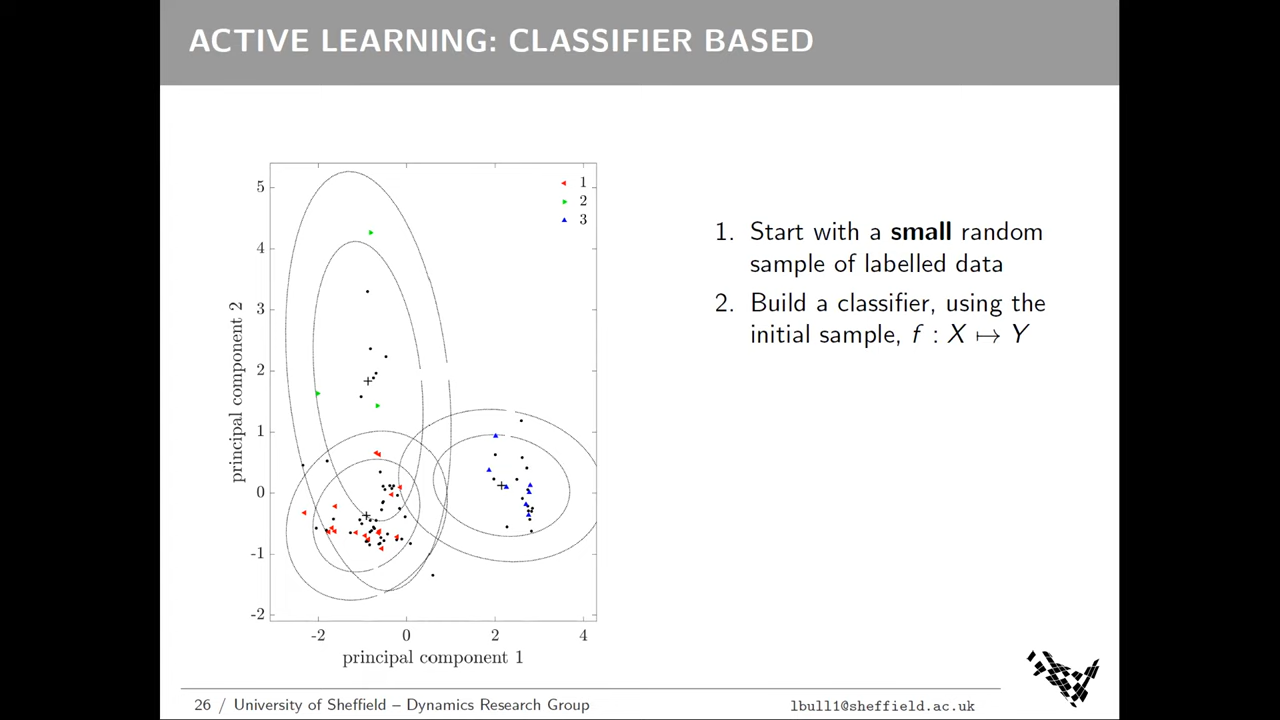 ACTIVE LEARNING: CLASSIFIER BASED
5
4
3
2
1
0
-1
-2
principal component 2
-2
0
2
4
principal component 1
1
2
3
1. Start with a small random
sample of labelled data
2. Build a classifier, using the
initial sample, f : X ↦ Y
26 / University of Sheffield – Dynamics Research Group
lbull1@sheffield.ac.uk